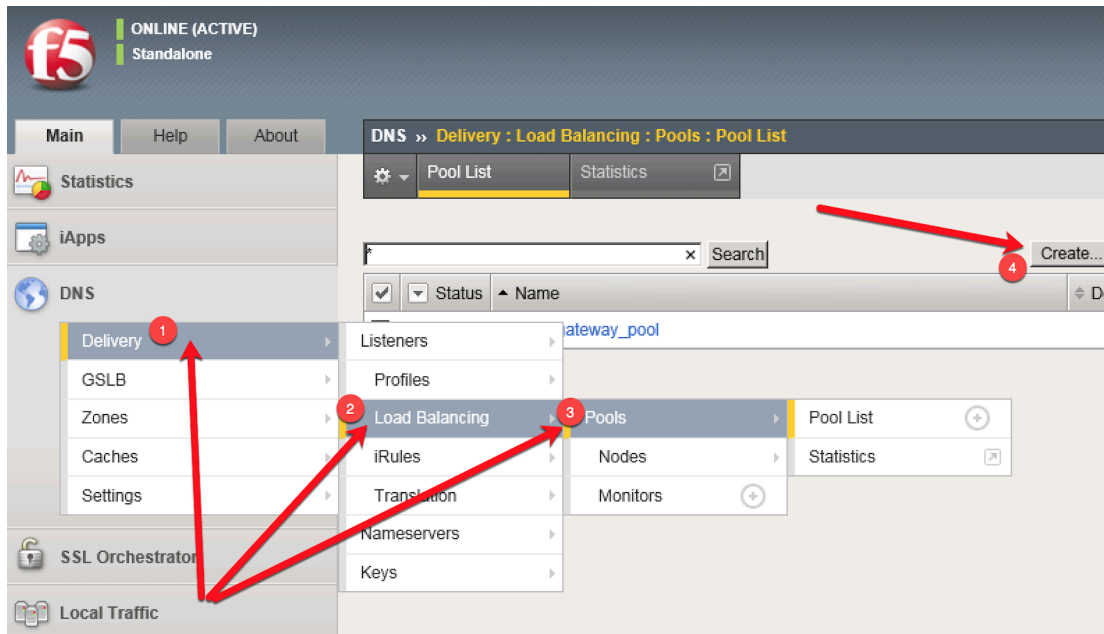 f5
ONLINE (ACTIVE)
Standalone
Main Help About
DNS » Delivery : Load Balancing : Pools : Pool List
Pool List Statistics
Statistics
iApps
* × Search Create...
4
DNS
Status Name D
Delivery 1 Listeners ateway_pool
GSLB Profiles
Zones 2 Load Balancing 3 Pools Pool List
Caches iRules Nodes Statistics
Settings Translation Monitors
Nameservers
SSL Orchestrator
Keys
Local Traffic